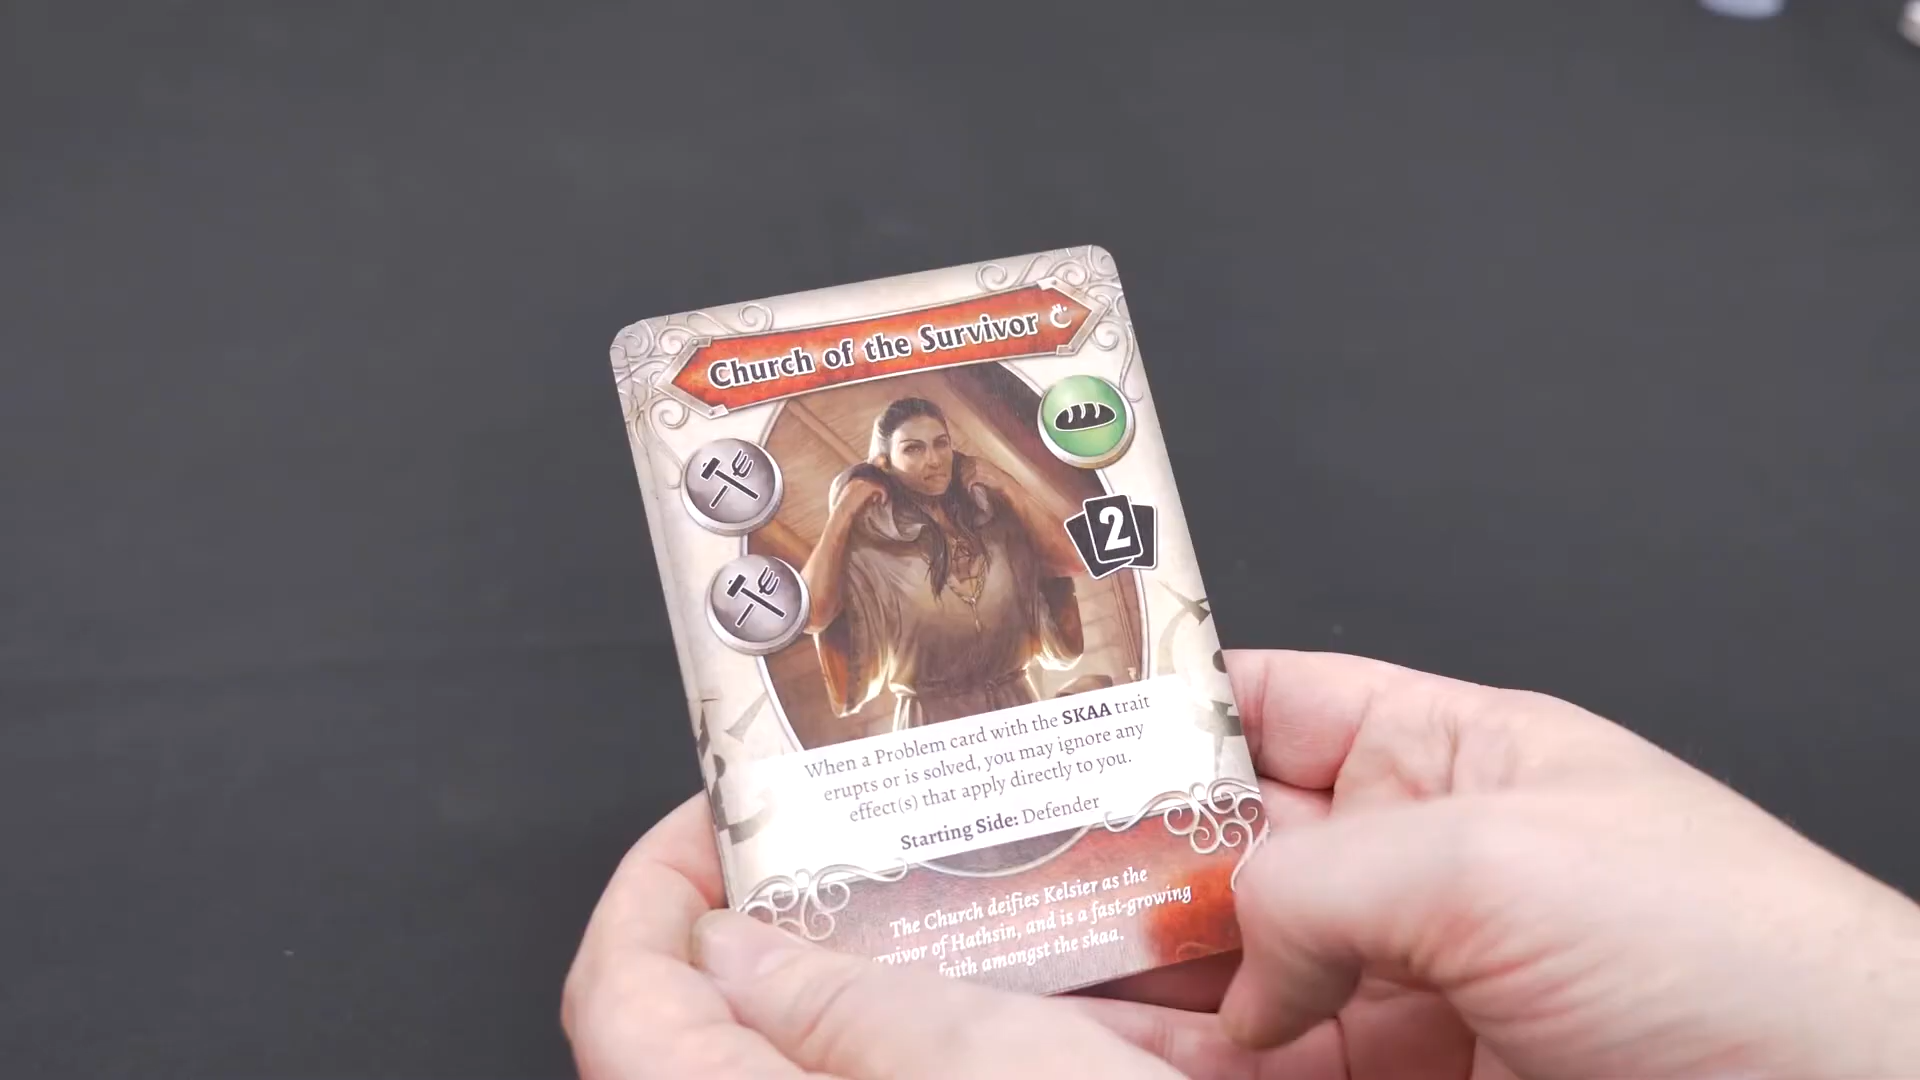 Church of the Survivor
2
When a Problem card with the SKAA trait
erupts or is solved, you may ignore any
effect(s) that apply directly to you.
Starting Side: Defender
The Church deifies Kelsier as the
of Hathsin, and is a fast-growing
faith amongst the skaa.